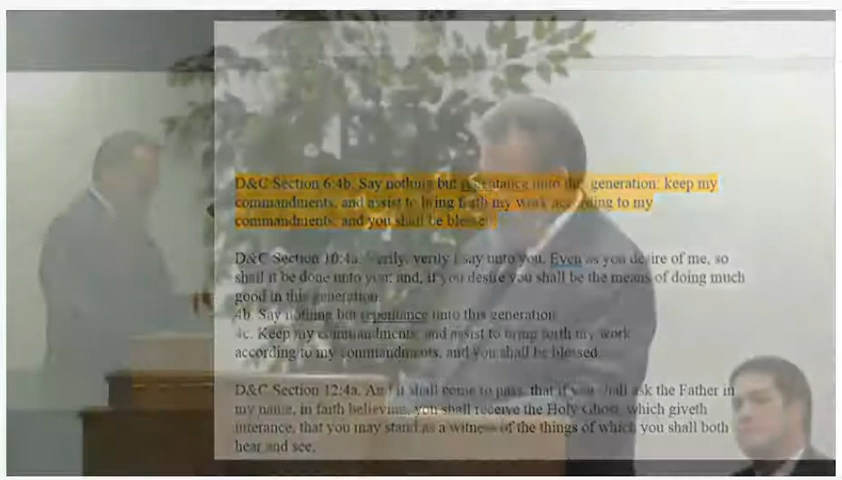 D&C Section 6:4b. Say nothing but repentance unto this generation: keep my
commandments, and assist to bring forth my work according to my
commandments, and you shall be blessed.
D&C Section 10:4a. Verily, verily I say unto you, Even as you desire of me, so
shall it be done unto you; and, if you desire you shall be the means of doing much
good in this generation.
4b. Say nothing but repentance unto this generation.
4c. Keep my commandments, and assist to bring forth my work
according to my commandments, and you shall be blessed.
D&C Section 12:4a. And it shall come to pass, that if you shall ask the Father in
my name, in faith believing, you shall receive the Holy Ghost, which giveth
utterance, that you may stand as a witness of the things of which you shall both
hear and see.